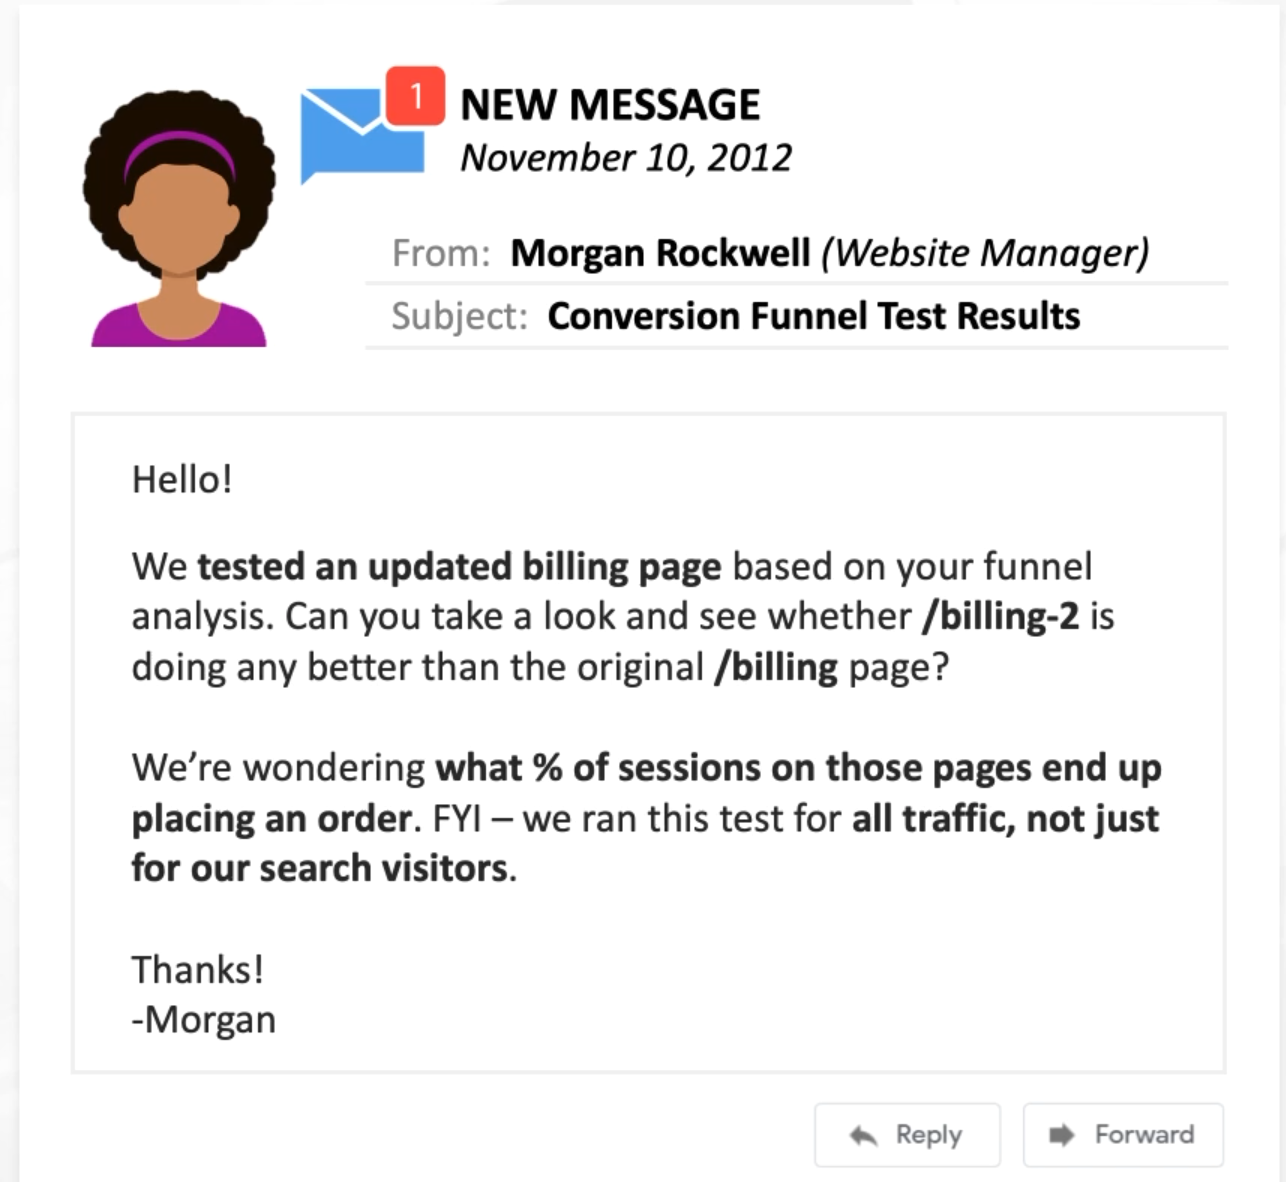 1
NEW MESSAGE
November 10, 2012
From: Morgan Rockwell (Website Manager)
Subject: Conversion Funnel Test Results
Hello!
We tested an updated billing page based on your funnel
analysis. Can you take a look and see whether /billing-2 is
doing any better than the original /billing page?
We’re wondering what % of sessions on those pages end up
placing an order. FYI – we ran this test for all traffic, not just
for our search visitors.
Thanks!
-Morgan
Reply
Forward